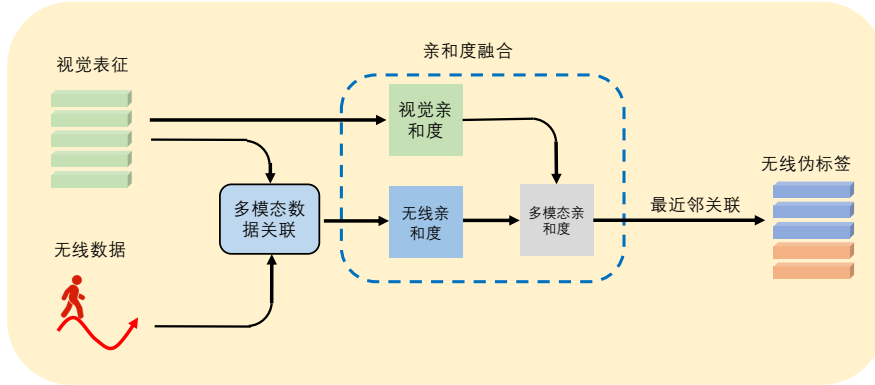 亲和度融合
视觉表征
视觉亲
和度
多模态数
据关联
无线亲
和度
多模态亲
和度
最近邻关联
无线伪标签
无线数据